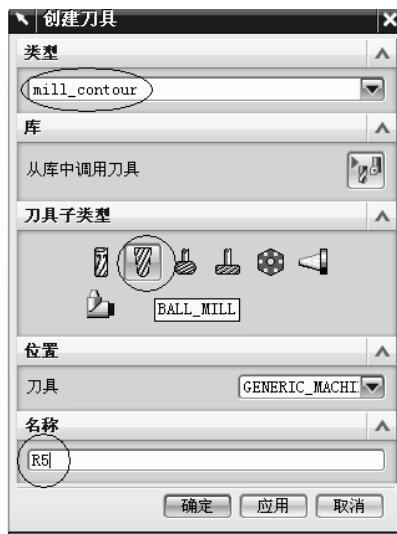 创建刀具
类型
mill_contour
库
从库中调用刀具
刀具子类型
BALL_MILL
位置
刀具 GENERIC_MACHI
名称
R5
确定 应用 取消